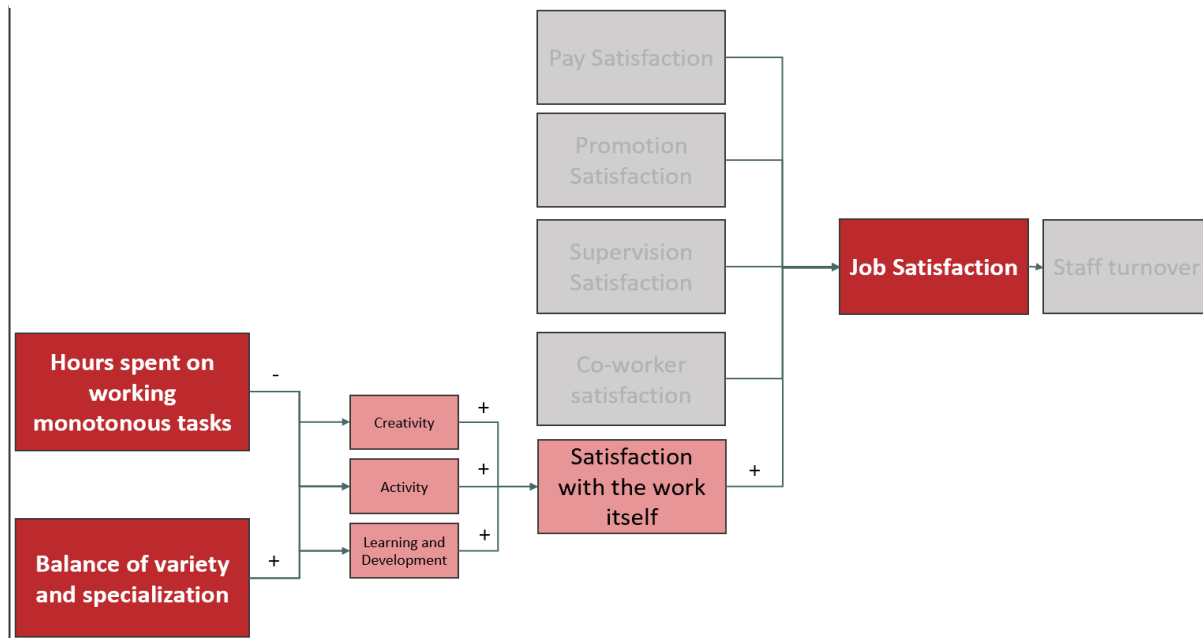 Pay Satisfaction
Promotion
Satisfaction
Supervision
Satisfaction
Job Satisfaction
Staff turnover
Hours spent on
working
monotonous tasks
-
Co-worker
satisfaction
Creativity
+
Activity
+
Learning and
Development
+
Satisfaction
with the work
itself
+
Balance of variety
and specialization
+